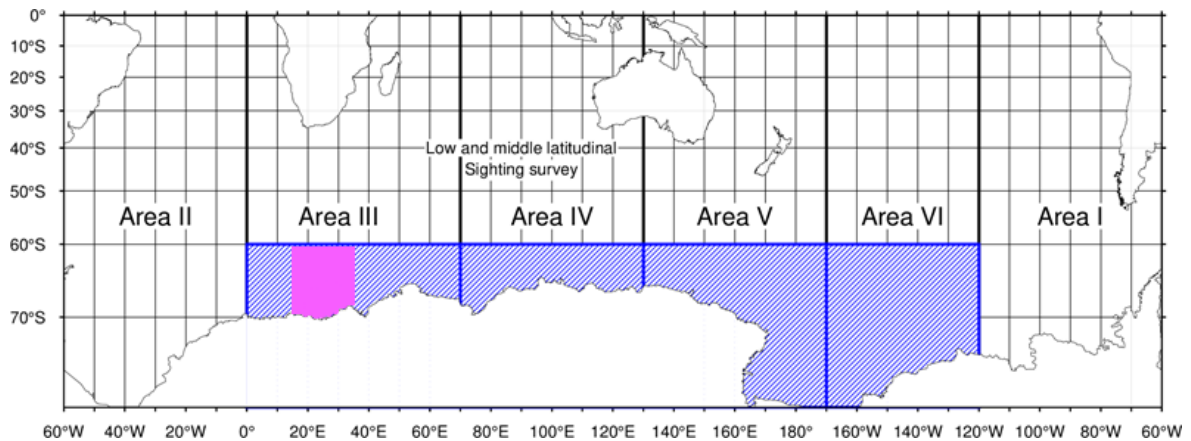 0°
10°S
20°S
30°S
40°S
Low and middle latitudinal
Sighting survey
50°S
Area II Area III Area IV Area V Area VI Area I
60°S
70°S
60°W 40°W 20°W 0° 20°E 40°E 60°E 80°E 100°E 120°E 140°E 160°E 180° 160°W 140°W 120°W 100°W 80°W 60°W